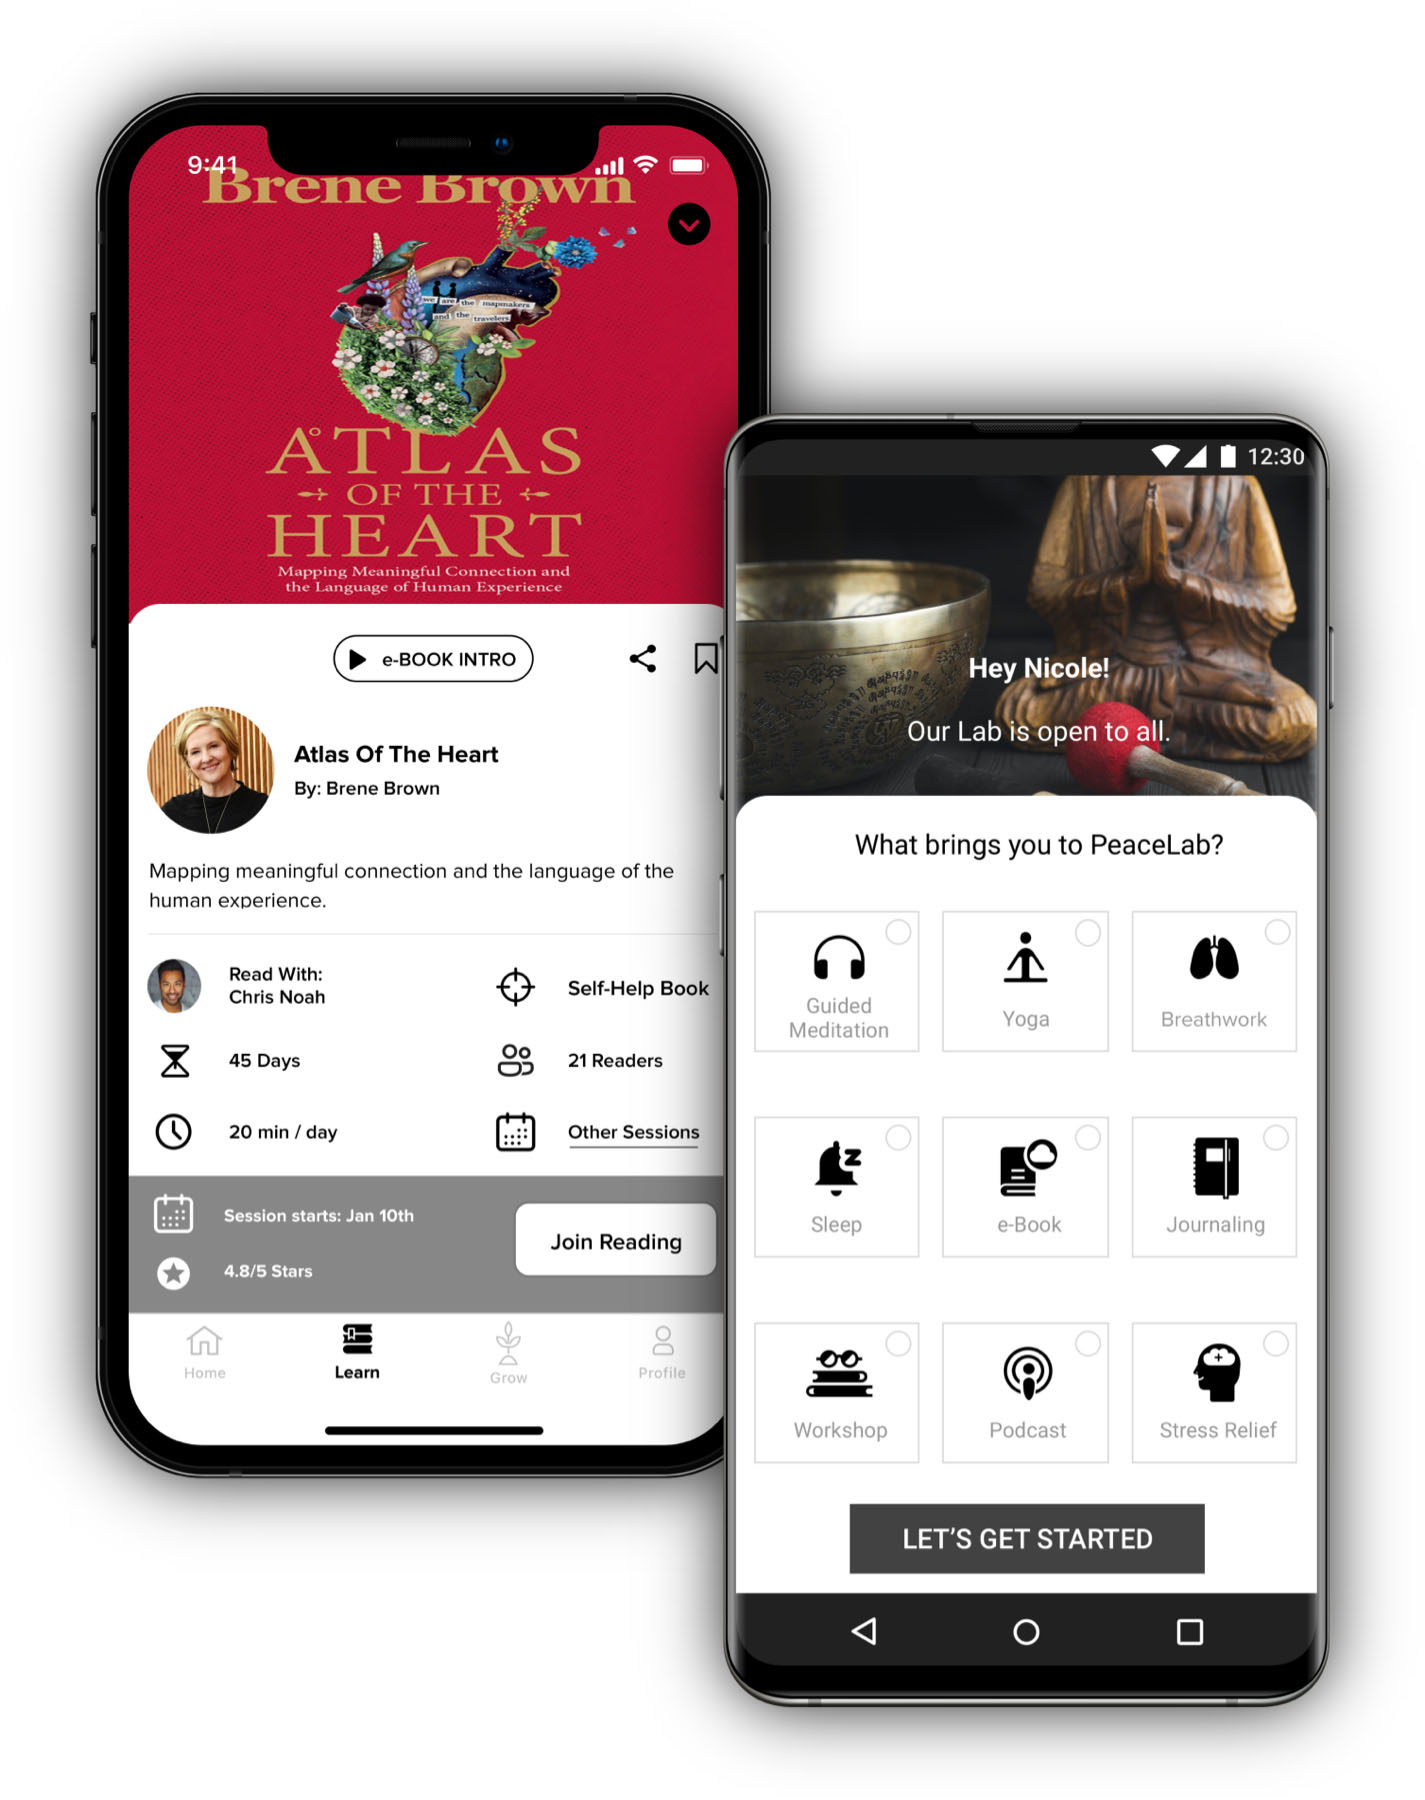 9:41
Brene Brown
we are the mapmakers
and the travelers
ATLAS
OF THE
HEART
Mapping Meaningful Connection and
the Language of Human Experience
e-BOOK INTRO
Atlas Of The Heart
By: Brene Brown
Mapping meaningful connection and the language of the
human experience.
Read With:
Chris Noah
Self-Help Book
45 Days
21 Readers
20 min / day
Other Sessions
Session starts: Jan 10th
4.8/5 Stars
Join Reading
Home
Learn
Grow
Profile
12:30
Hey Nicole!
Our Lab is open to all.
What brings you to PeaceLab?
Guided
Meditation
Yoga
Breathwork
Sleep
e-Book
Journaling
Workshop
Podcast
Stress Relief
LET'S GET STARTED